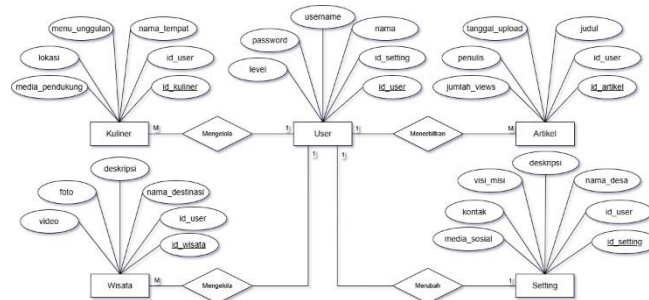 username
menu_unggulan
nama_tempat
password
nama
tanggal_upload
judul
lokasi
id_user
level
id_setting
penulis
id_user
media_pendukung
id_kuliner
id_user
jumlah_views
id_artikel
Kuliner
M
Mengelola
1
User
1
Menerbitkan
M
Artikel
1
1
deskripsi
foto
nama_destinasi
video
id_user
id_wisata
Wisata
M
Mengelola
deskripsi
visi_misi
nama_desa
kontak
id_user
media_sosial
id_setting
Merubah
1
Setting